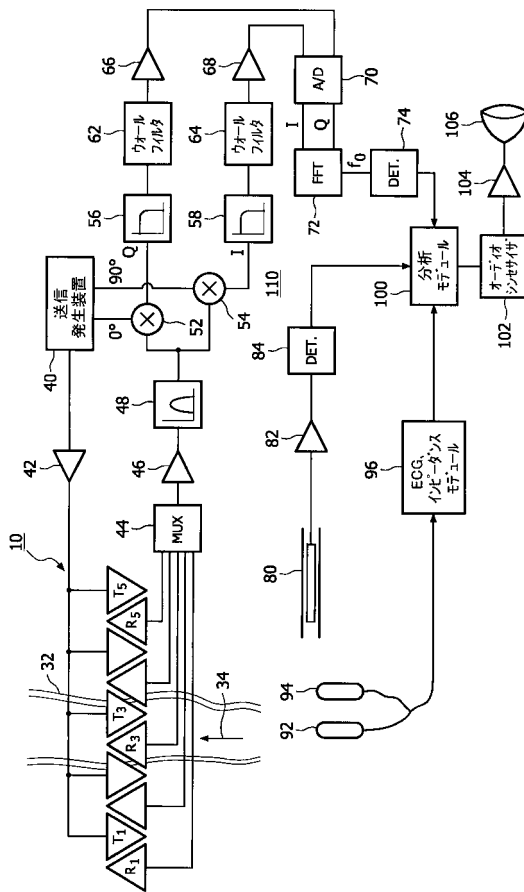 10
32
34
R1
T1
R3
T3
R5
T5
42
44
MUX
46
48
40
送信
発生装置
0°
90°
52
54
110
Q
I
56
58
62
ウォール
フィルタ
64
ウォール
フィルタ
66
68
70
A/D
I
Q
72
FFT
f0
74
DET.
80
82
84
DET.
92
94
96
ECG、
インピーダンス
モジュール
100
分析
モジュール
102
オーディオ
シンセサイザ
104
106